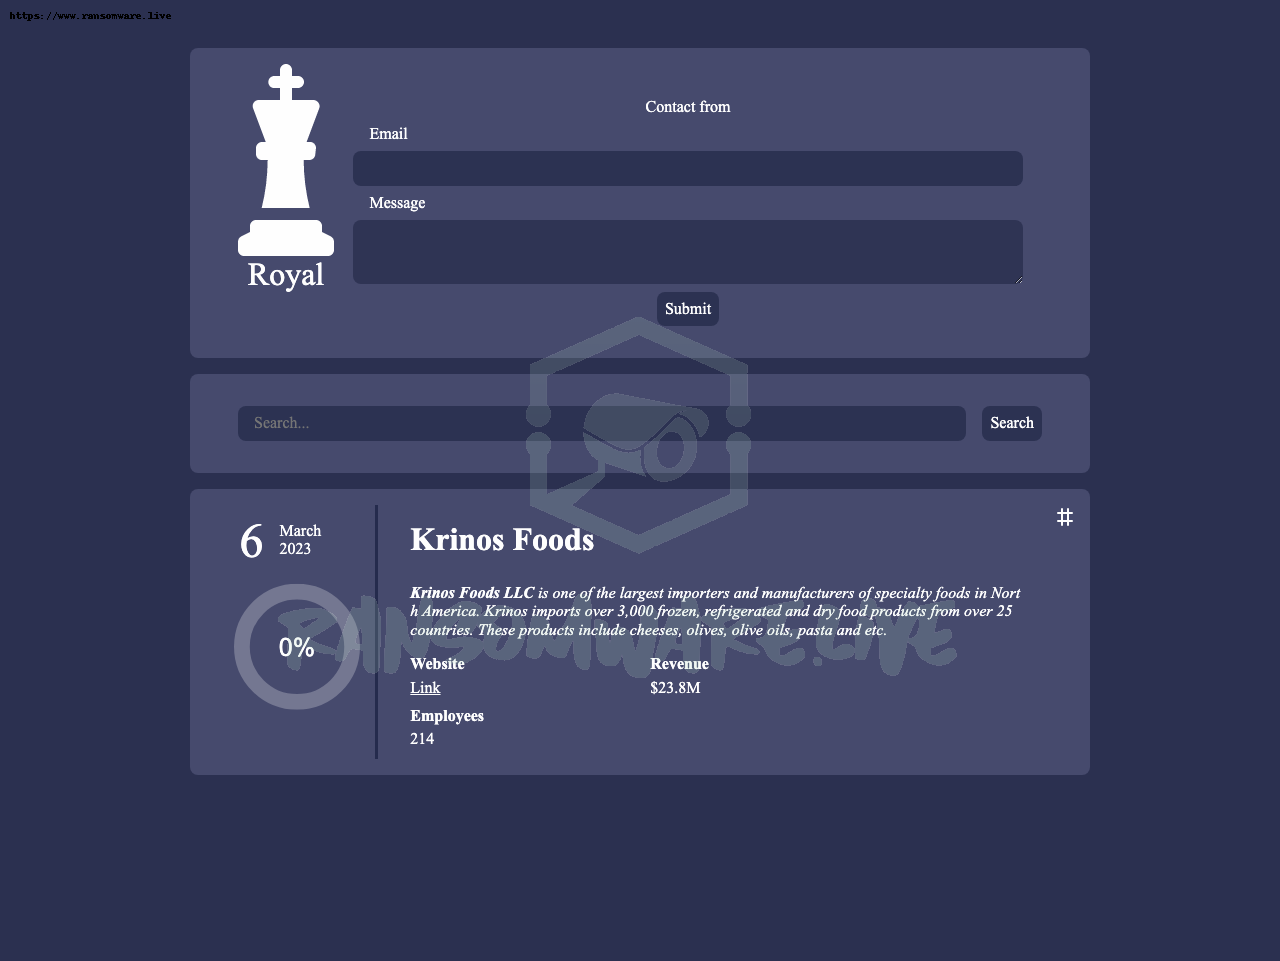 https://www.ransomware.live
Royal
Contact from
Email
Message
Submit
Search...
Search
6
March
2023
0%
#
Krinos Foods
Krinos Foods LLC is one of the largest importers and manufacturers of specialty foods in Nort
h America. Krinos imports over 3,000 frozen, refrigerated and dry food products from over 25
countries. These products include cheeses, olives, olive oils, pasta and etc.
Website
Link
Revenue
$23.8M
Employees
214
RANSOMWARE.LIVE